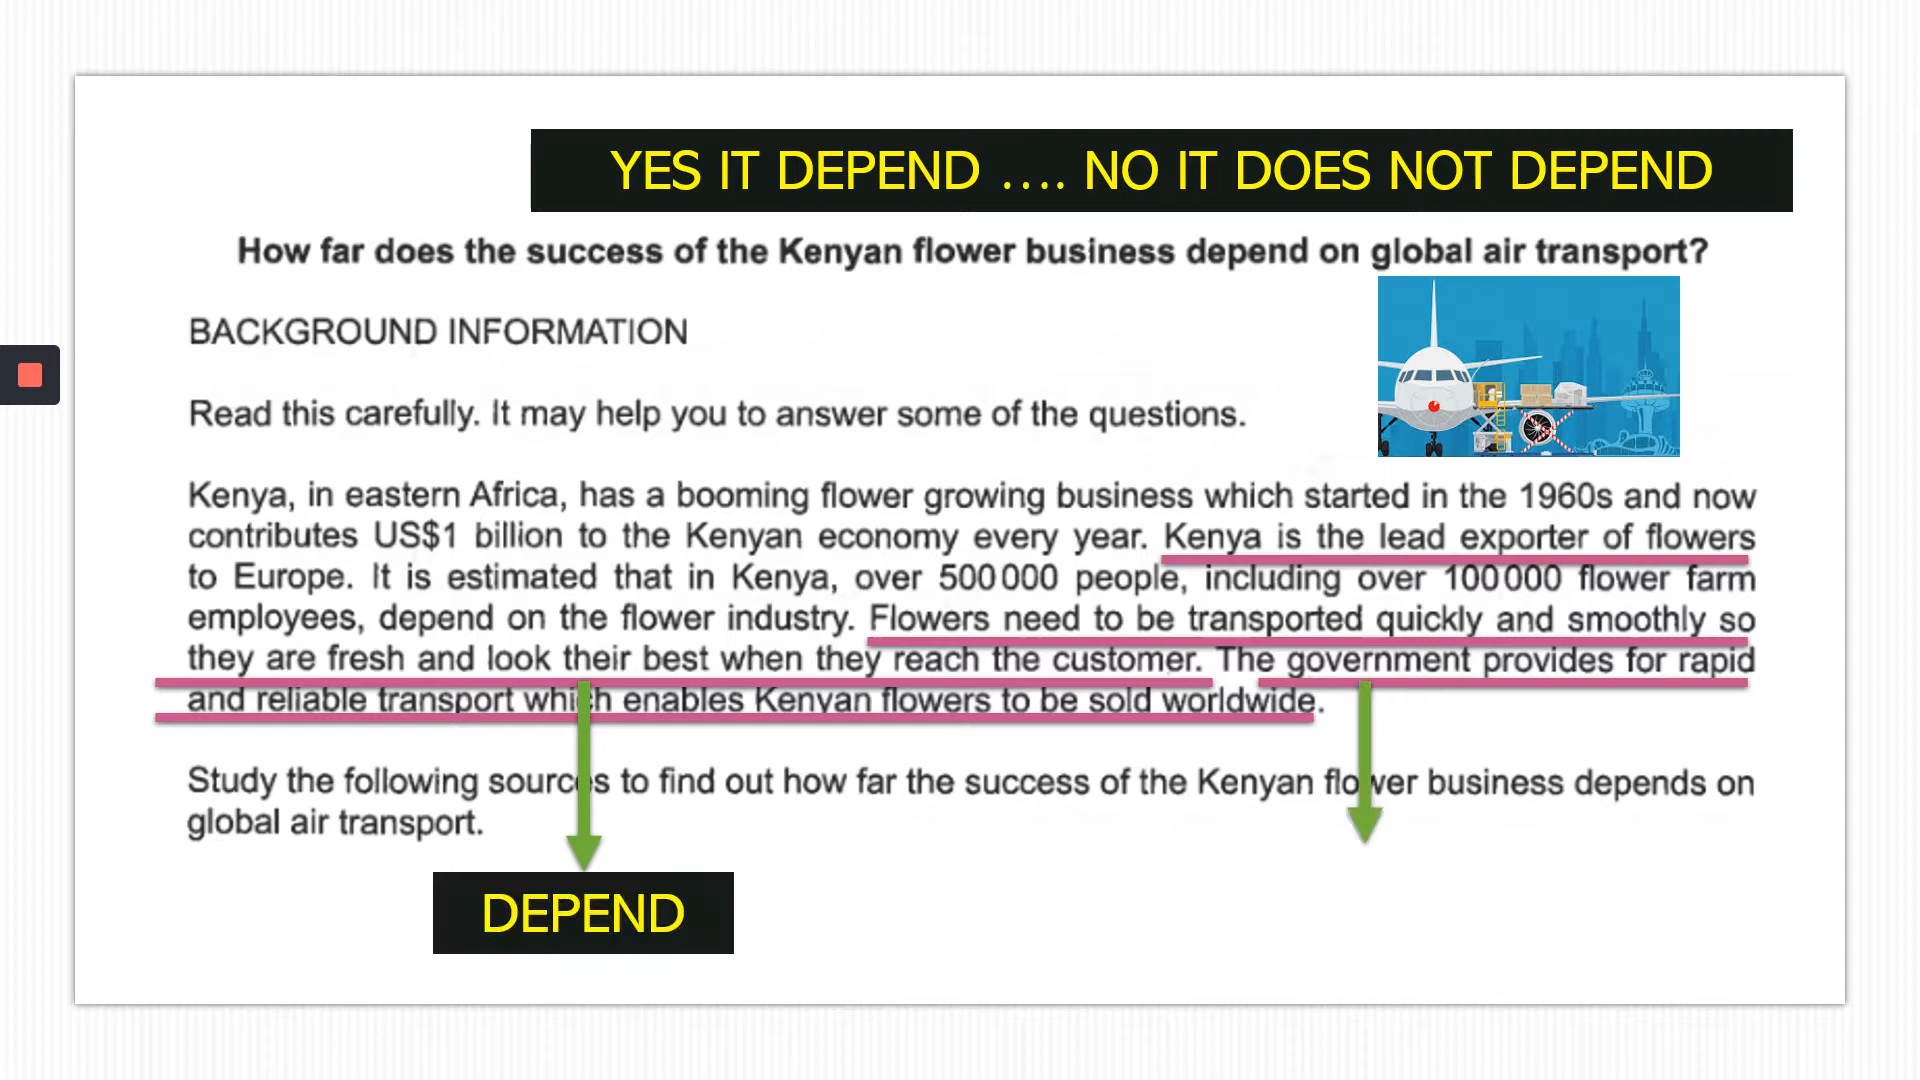 YES IT DEPEND .... NO IT DOES NOT DEPEND
How far does the success of the Kenyan flower business depend on global air transport?
BACKGROUND INFORMATION
Read this carefully. It may help you to answer some of the questions.
Kenya, in eastern Africa, has a booming flower growing business which started in the 1960s and now
contributes US$1 billion to the Kenyan economy every year. Kenya is the lead exporter of flowers
to Europe. It is estimated that in Kenya, over 500 000 people, including over 100 000 flower farm
employees, depend on the flower industry. Flowers need to be transported quickly and smoothly so
they are fresh and look their best when they reach the customer. The government provides for rapid
and reliable transport which enables Kenyan flowers to be sold worldwide.
Study the following sources to find out how far the success of the Kenyan flower business depends on
global air transport.
DEPEND